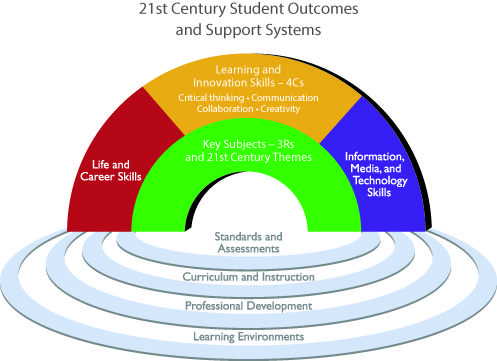 21st Century Student Outcomes
and Support Systems
Learning and
Innovation Skills – 4Cs
Critical thinking • Communication
Collaboration • Creativity
Key Subjects – 3Rs
and 21st Century Themes
Life and
Career Skills
Information,
Media, and
Technology
Skills
Standards and
Assessments
Curriculum and Instruction
Professional Development
Learning Environments